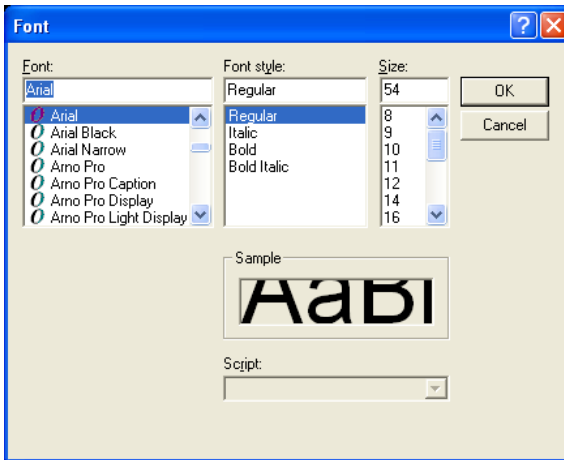 Font
Font:
Arial
Arial
Arial Black
Arial Narrow
Arno Pro
Arno Pro Caption
Arno Pro Display
Arno Pro Light Display
Font style:
Regular
Regular
Italic
Bold
Bold Italic
Size:
54
8
9
10
11
12
14
16
OK
Cancel
Sample
AaB
Script: